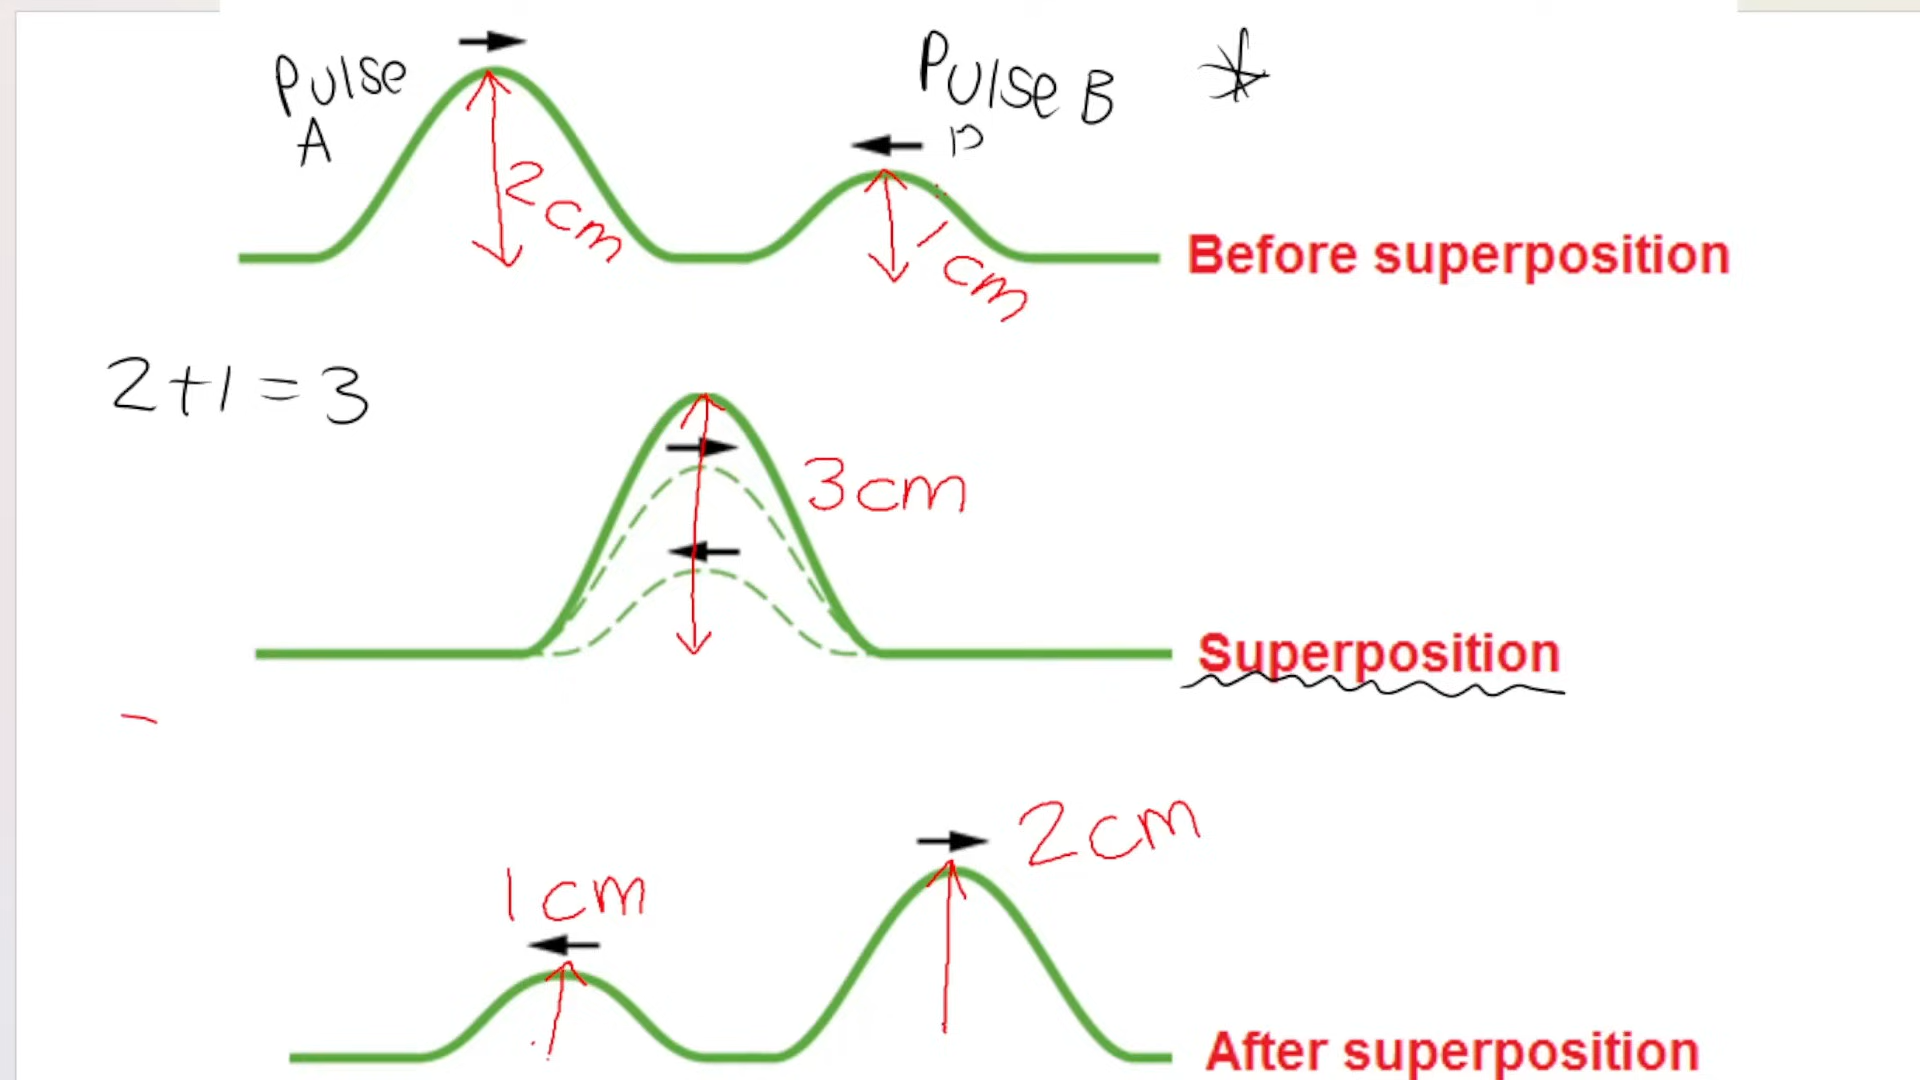 Pulse
A
Pulse B
2cm
1cm
Before superposition
2+1=3
3cm
Superposition
2cm
1cm
After superposition